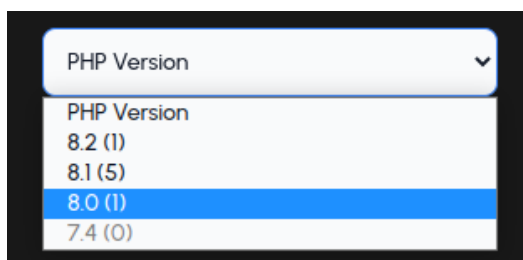 PHP Version
PHP Version
8.2 (1)
8.1 (5)
8.0 (1)
7.4 (0)